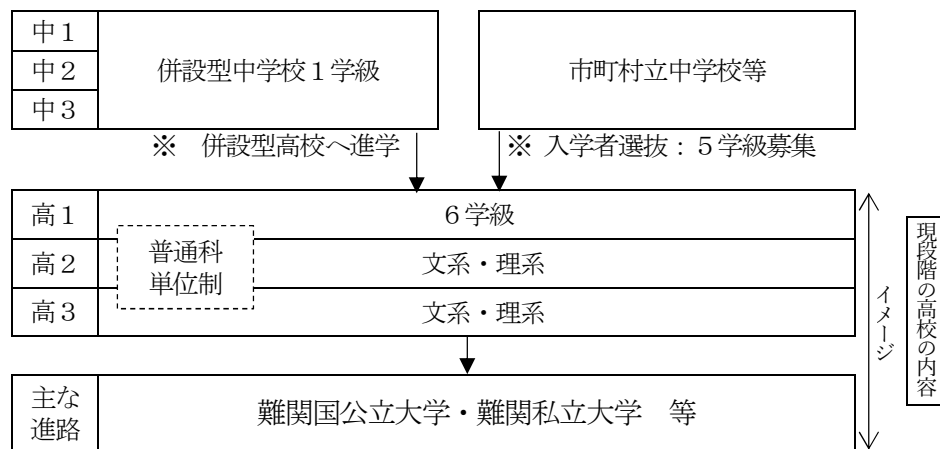 中１
中２
中３
併設型中学校１学級
市町村立中学校等
※　併設型高校へ進学
※ 入学者選抜：５学級募集
高１
６学級
普通科
単位制
高２
文系・理系
高３
文系・理系
主な
進路
難関国公立大学・難関私立大学　等
イメージ
現段階の高校の内容